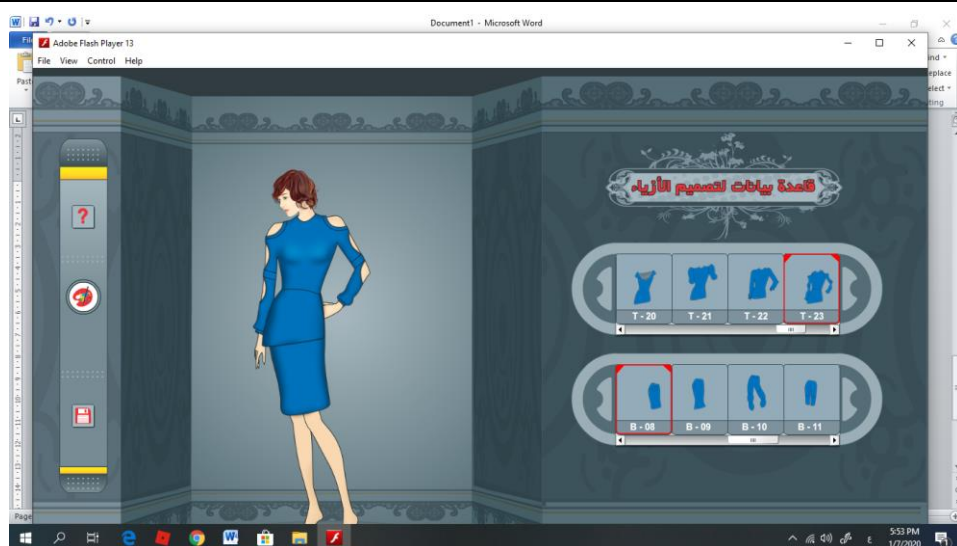 Document1 - Microsoft Word
Adobe Flash Player 13
File View Control Help
قاعدة بيانات لتصميم الأزياء
T - 20
T - 21
T - 22
T - 23
B - 08
B - 09
B - 10
B - 11
5:53 PM
1/7/2020